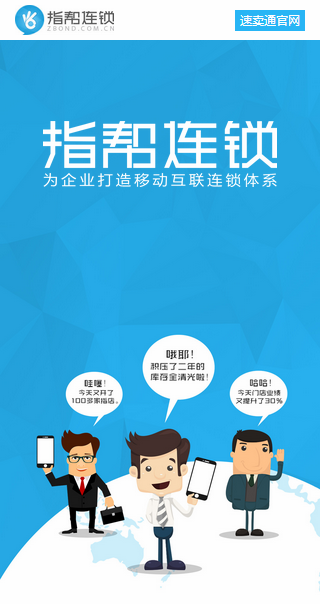 指帮连锁
ZBOND.COM.CN
速卖通官网
指帮连锁
为企业打造移动互联连锁体系
哦耶！
积压了二年的
库存全清光啦！
哇噻！
今天又开了
100多家指店。
哈哈！
今天门店业绩
又提升了30%